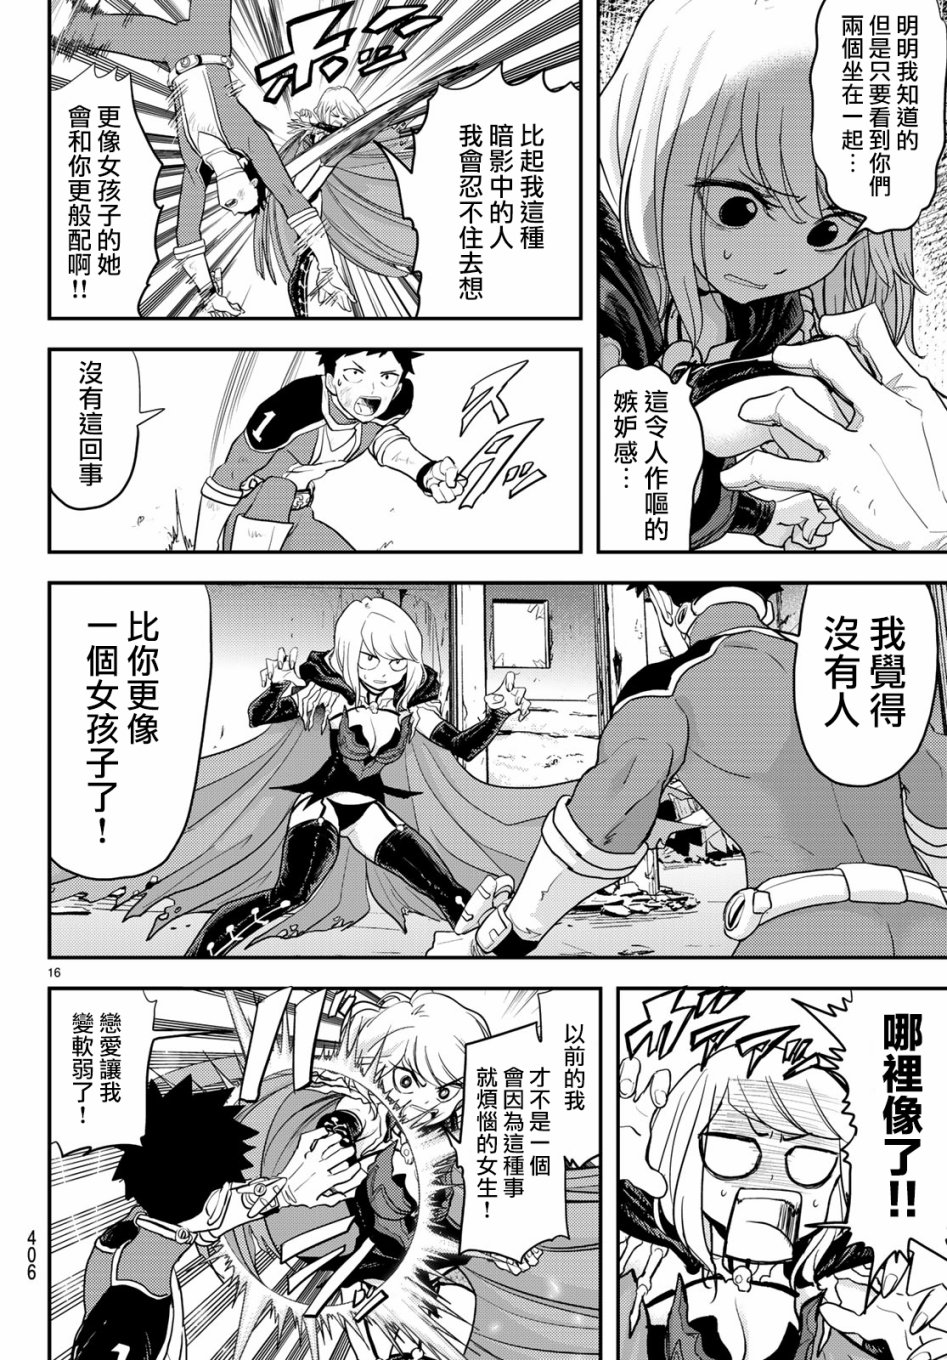 明明我知道的
但是只要看到你們
兩個坐在一起…
這令人作嘔的
嫉妒感…
比起我這種
暗影中的人
我會忍不住去想
更像女孩子的她
會和你更般配啊!!
沒有這回事
我覺得
沒有人
比你更像
一個女孩子了!
16
哪裡像了!!
以前的我
才不是一個
會因為這種事
就煩惱的女生!
戀愛讓我
變軟弱了!
406